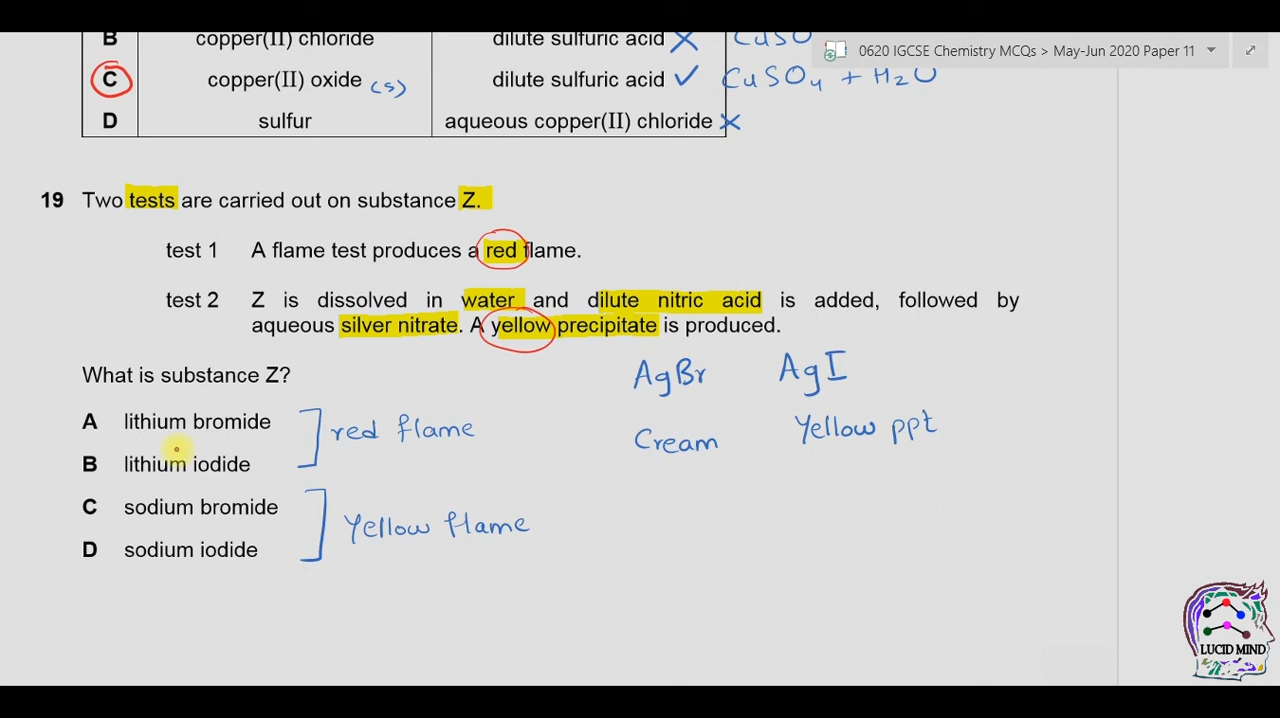 B copper(II) chloride dilute sulfuric acid ✗ CuSO
0620 IGCSE Chemistry MCQs > May-Jun 2020 Paper 11
C copper(II) oxide (s) dilute sulfuric acid ✓ CuSO₄ + H₂O
D sulfur aqueous copper(II) chloride ✗
19 Two tests are carried out on substance Z.
test 1 A flame test produces a red flame.
test 2 Z is dissolved in water and dilute nitric acid is added, followed by
aqueous silver nitrate. A yellow precipitate is produced.
What is substance Z?
AgBr AgI
A lithium bromide
red flame
Cream Yellow ppt
B lithium iodide
C sodium bromide
Yellow flame
D sodium iodide
LUCID MIND